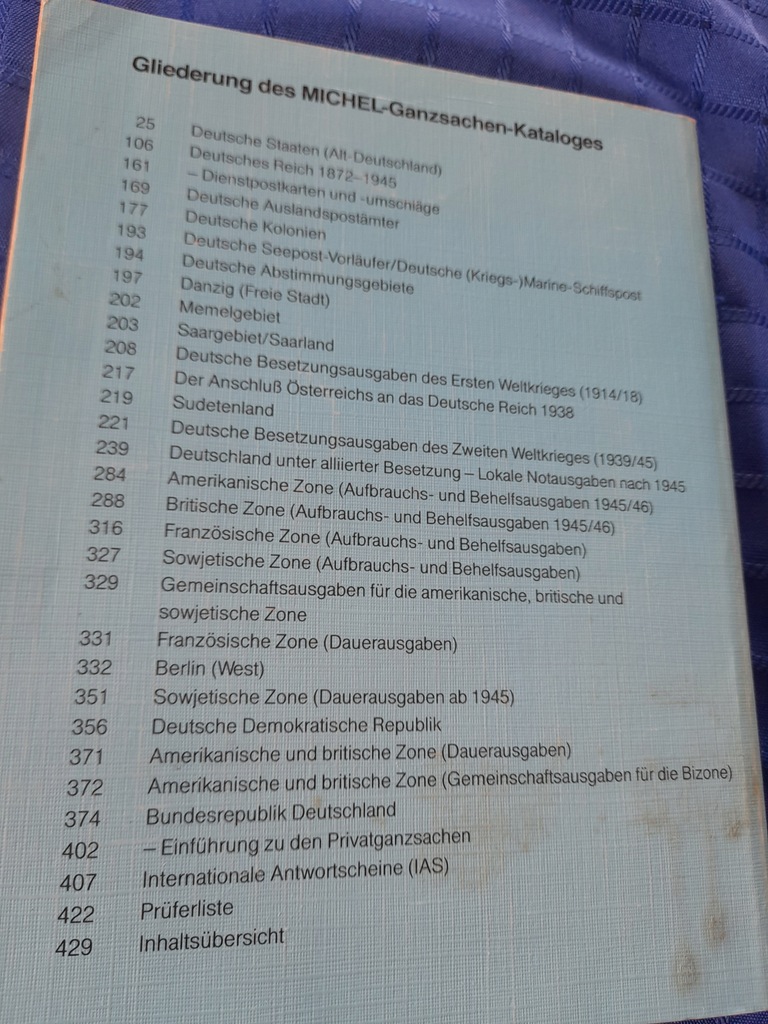 Gliederung des MICHEL-Ganzsachen-Kataloges
25 Deutsche Staaten (Alt-Deutschland)
106 Deutsches Reich 1872–1945
161 – Dienstpostkarten und -umschläge
169 Deutsche Auslandspostämter
177 Deutsche Kolonien
193 Deutsche Seepost-Vorläufer/Deutsche (Kriegs-)Marine-Schiffspost
194 Deutsche Abstimmungsgebiete
197 Danzig (Freie Stadt)
202 Memelgebiet
203 Saargebiet/Saarland
208 Deutsche Besetzungsausgaben des Ersten Weltkrieges (1914/18)
217 Der Anschluß Österreichs an das Deutsche Reich 1938
219 Sudetenland
221 Deutsche Besetzungsausgaben des Zweiten Weltkrieges (1939/45)
239 Deutschland unter alliierter Besetzung – Lokale Notausgaben nach 1945
284 Amerikanische Zone (Aufbrauchs- und Behelfsausgaben 1945/46)
288 Britische Zone (Aufbrauchs- und Behelfsausgaben 1945/46)
316 Französische Zone (Aufbrauchs- und Behelfsausgaben)
327 Sowjetische Zone (Aufbrauchs- und Behelfsausgaben)
329 Gemeinschaftsausgaben für die amerikanische, britische und
sowjetische Zone
331 Französische Zone (Dauerausgaben)
332 Berlin (West)
351 Sowjetische Zone (Dauerausgaben ab 1945)
356 Deutsche Demokratische Republik
371 Amerikanische und britische Zone (Dauerausgaben)
372 Amerikanische und britische Zone (Gemeinschaftsausgaben für die Bizone)
374 Bundesrepublik Deutschland
402 – Einführung zu den Privatganzsachen
407 Internationale Antwortscheine (IAS)
422 Prüferliste
429 Inhaltsübersicht